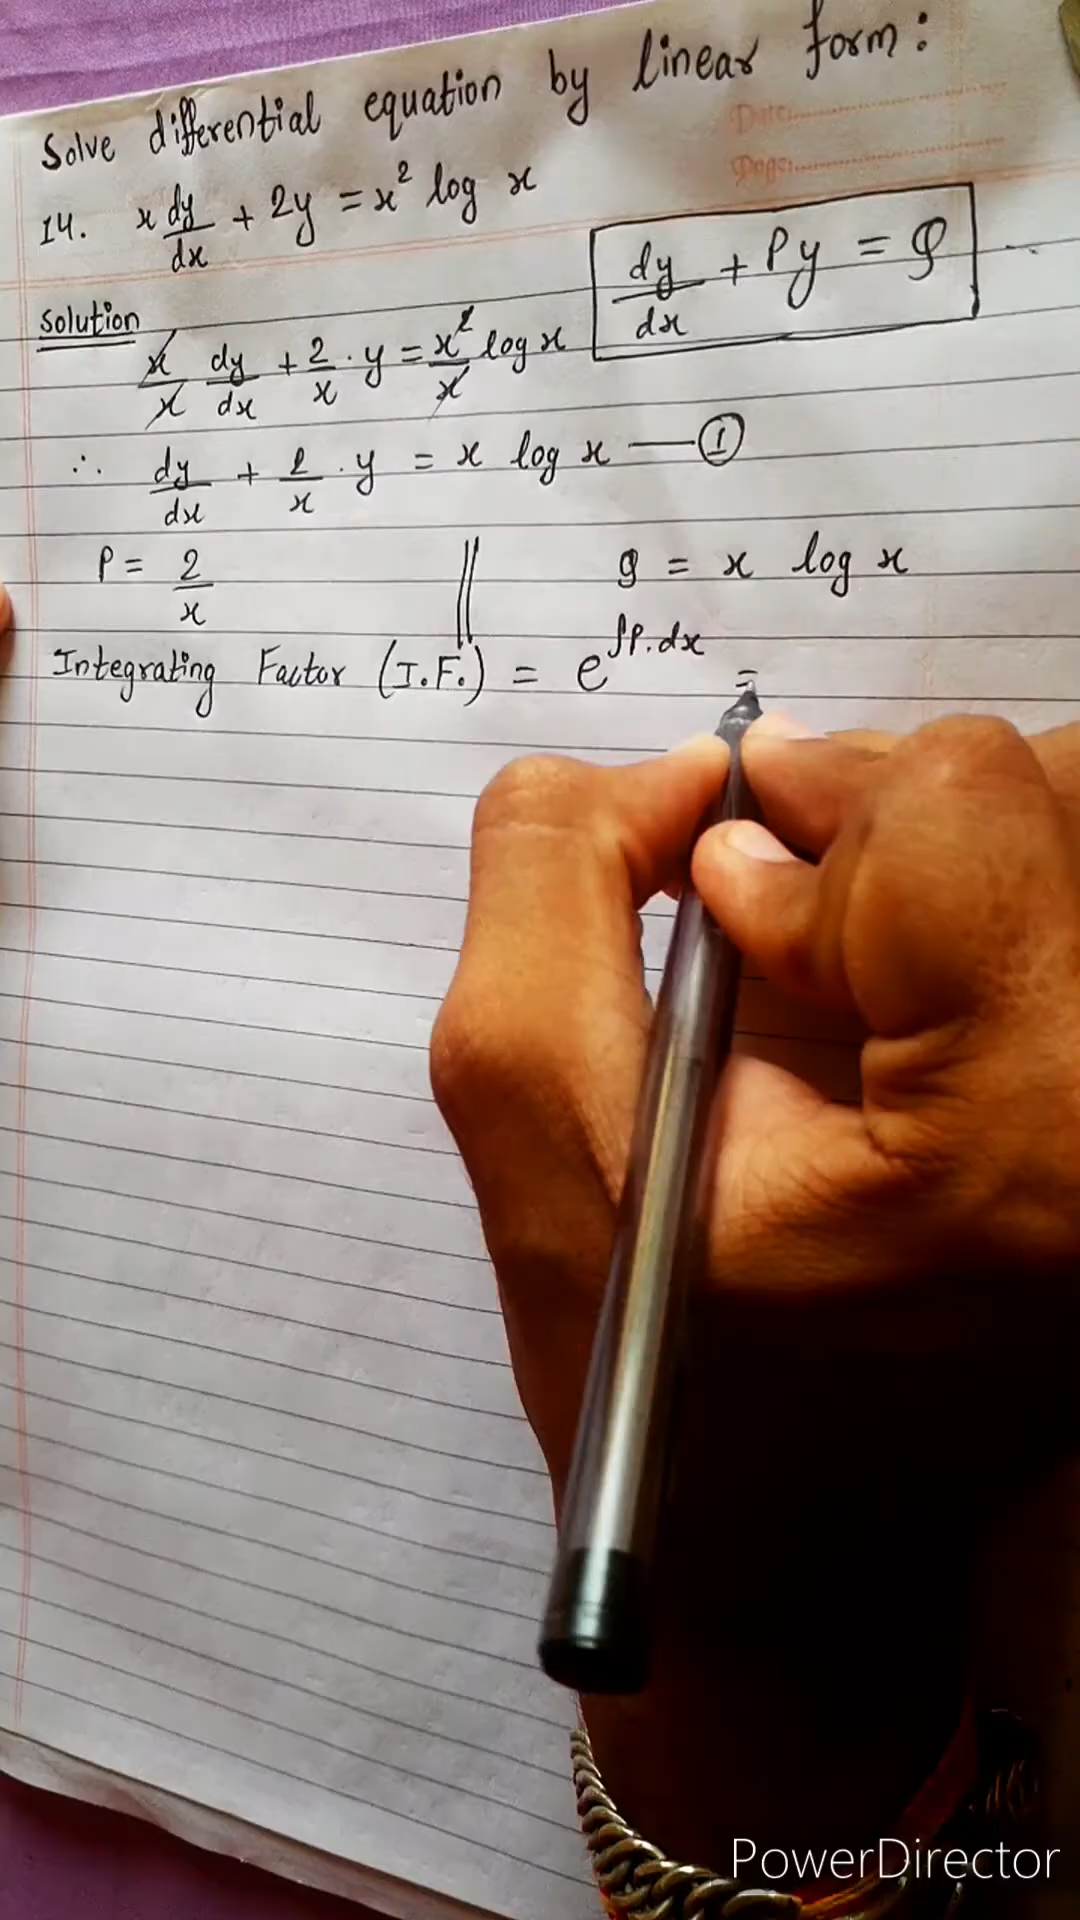 Solve differential equation by linear form:
Date
Page
14. x dy/dx + 2y = x² log x
dy/dx + Py = Q
Solution
x/x dy/dx + 2/x · y = x²/x log x
∴ dy/dx + 2/x · y = x log x — ①
P = 2/x || Q = x log x
Integrating Factor (I.F.) = e^∫P.dx =
PowerDirector